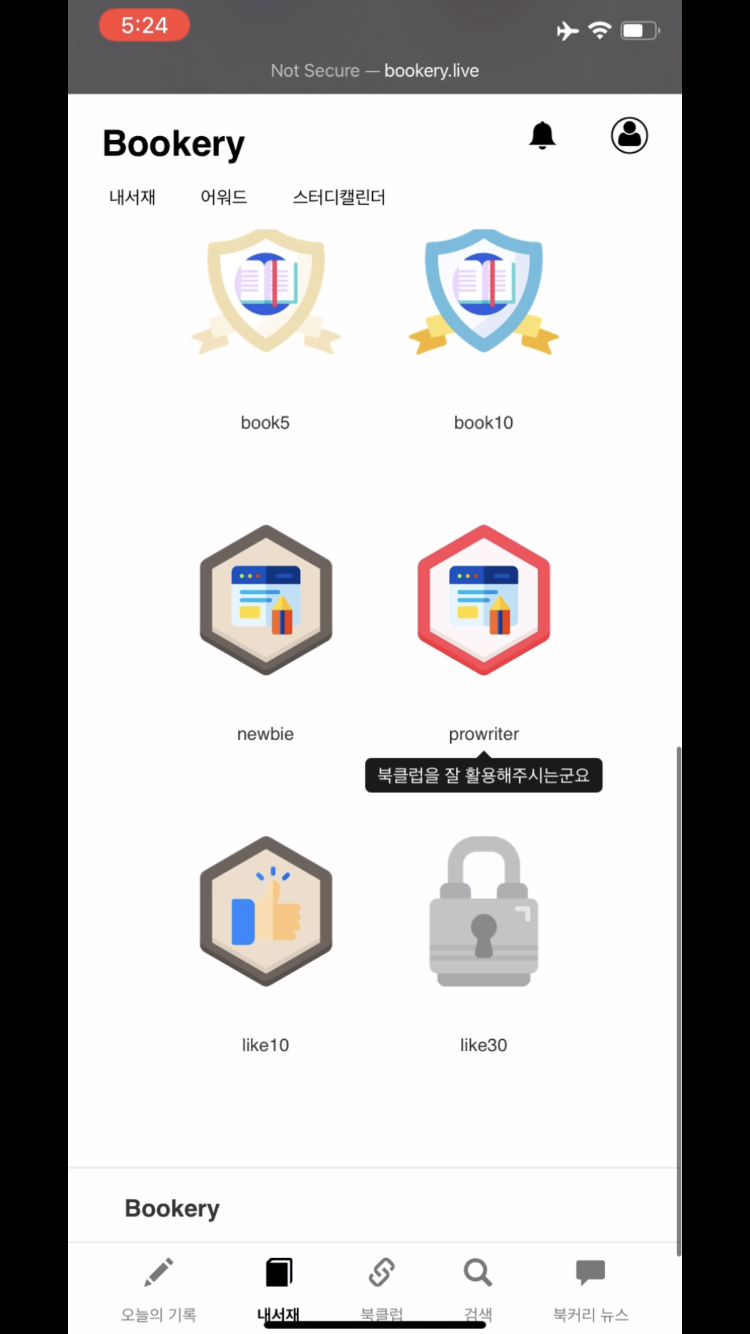 5:24
Not Secure — bookery.live
Bookery
내서재 어워드 스터디캘린더
book5 book10
newbie prowriter
북클럽을 잘 활용해주시는군요
like10 like30
Bookery
오늘의 기록 내서재 북클럽 검색 북커리 뉴스